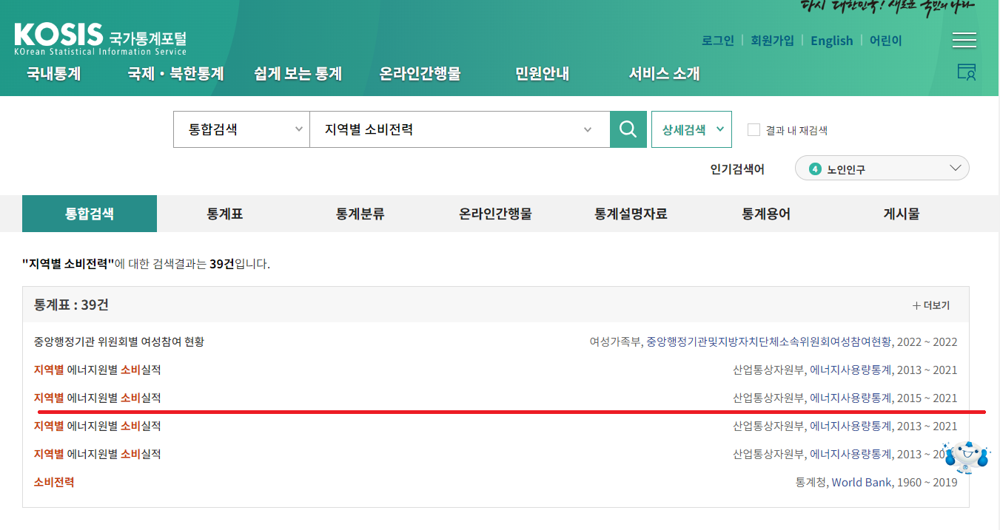 다시 대한민국! 새로운 국민의 나라
KOSIS 국가통계포털
KOrean Statistical Information Service
로그인 | 회원가입 | English | 어린이
국내통계 국제·북한통계 쉽게 보는 통계 온라인간행물 민원안내 서비스 소개
통합검색 지역별 소비전력 상세검색 결과 내 재검색
인기검색어 4 노인인구
통합검색 통계표 통계분류 온라인간행물 통계설명자료 통계용어 게시물
"지역별 소비전력"에 대한 검색결과는 39건입니다.
통계표 : 39건 + 더보기
중앙행정기관 위원회별 여성참여 현황 여성가족부, 중앙행정기관및지방자치단체소속위원회여성참여현황, 2022 ~ 2022
지역별 에너지원별 소비실적 산업통상자원부, 에너지사용량통계, 2013 ~ 2021
지역별 에너지원별 소비실적 산업통상자원부, 에너지사용량통계, 2015 ~ 2021
지역별 에너지원별 소비실적 산업통상자원부, 에너지사용량통계, 2013 ~ 2021
지역별 에너지원별 소비실적 산업통상자원부, 에너지사용량통계, 2013 ~
소비전력 통계청, World Bank, 1960 ~ 2019